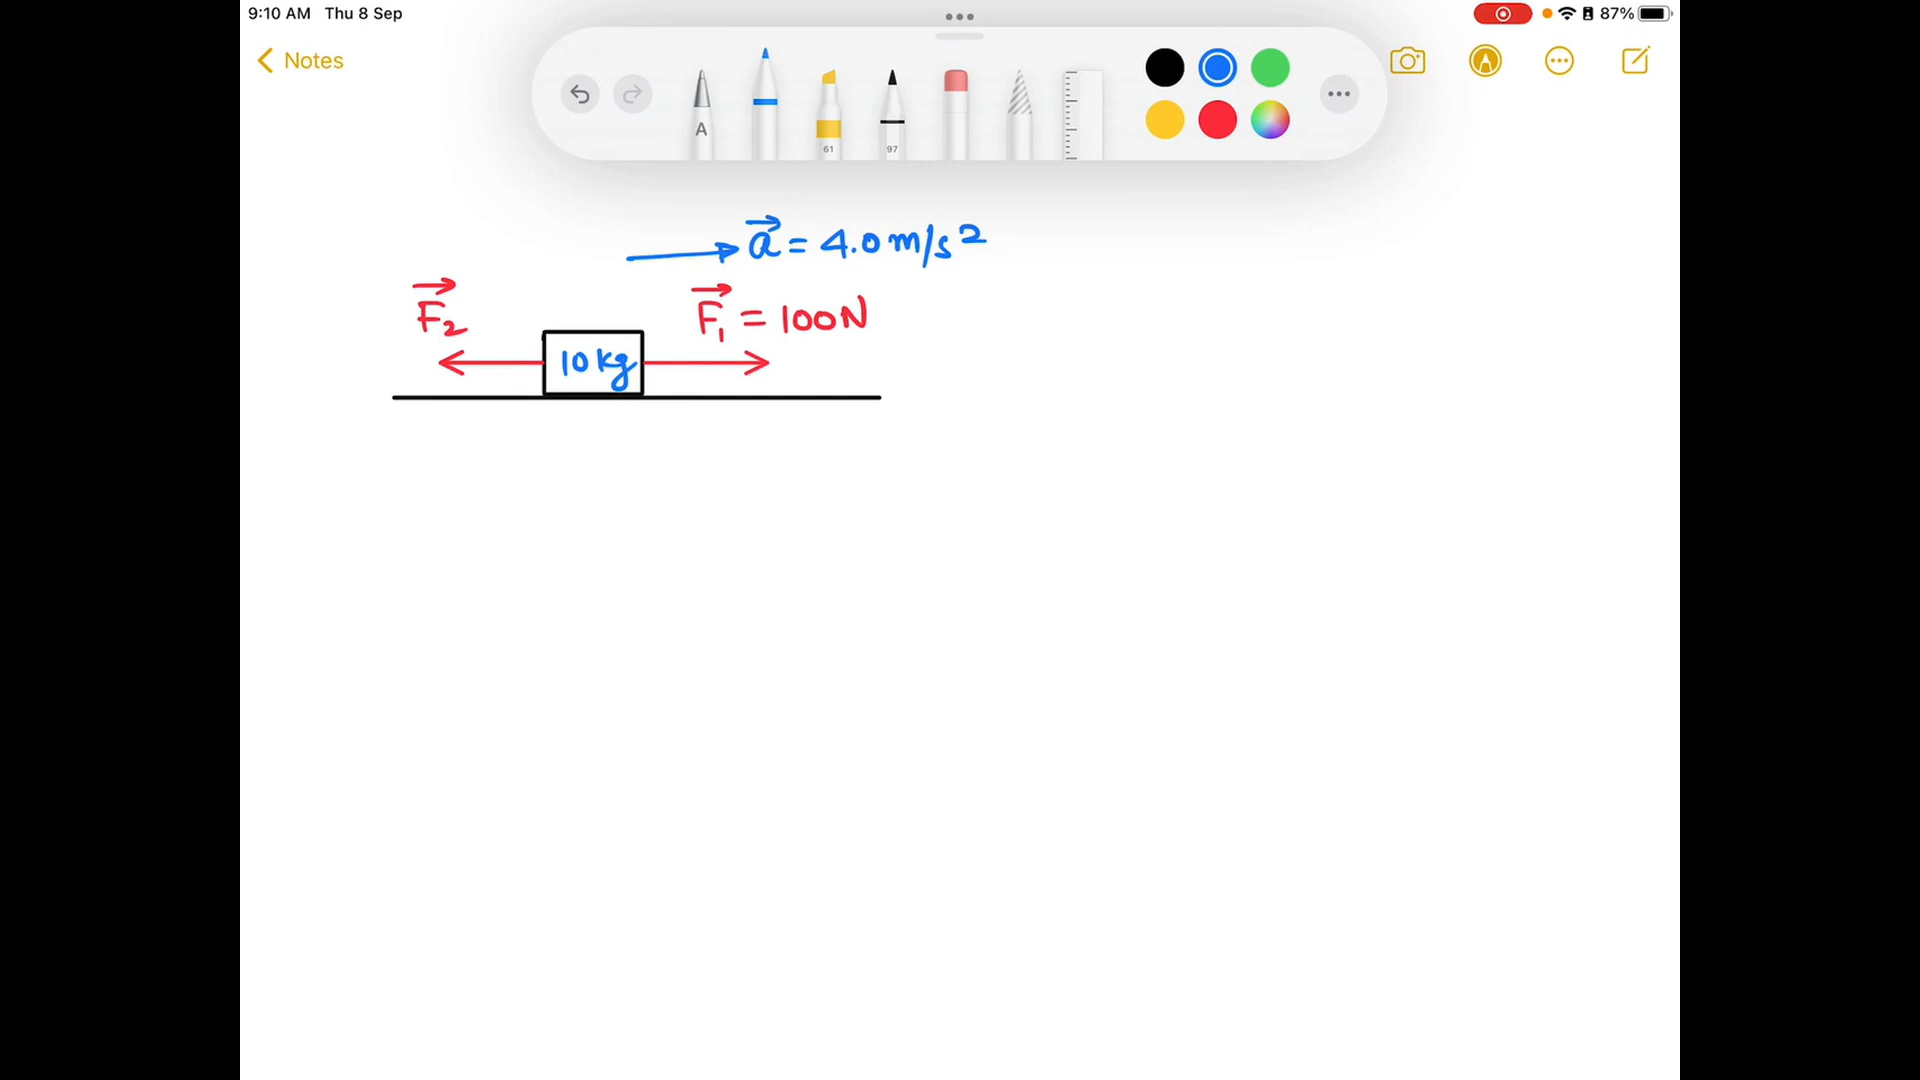 9:10 AM Thu 8 Sep
87%
Notes
A
61
97
a = 4.0 m/s²
F₂
F₁ = 100N
10 kg